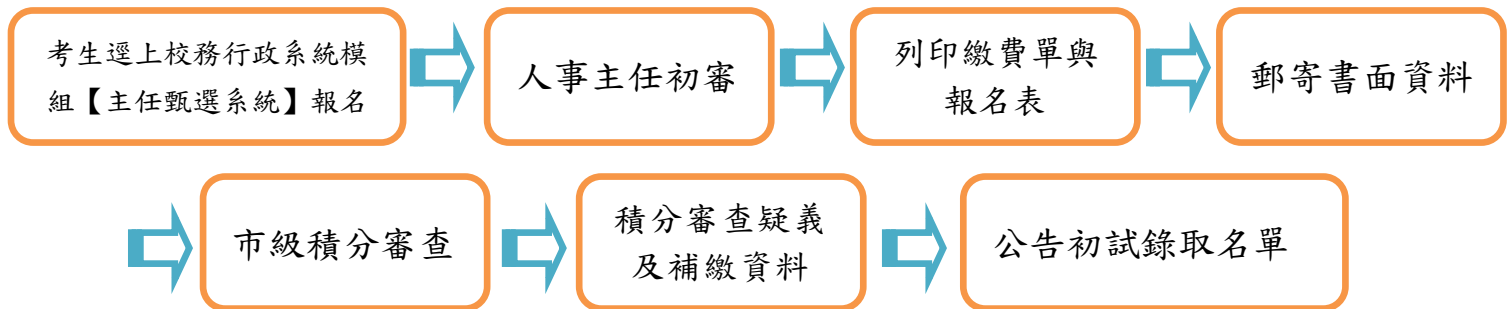 考生逕上校務行政系統模
組【主任甄選系統】報名
人事主任初審
列印繳費單與
報名表
郵寄書面資料
市級積分審查
積分審查疑義
及補繳資料
公告初試錄取名單